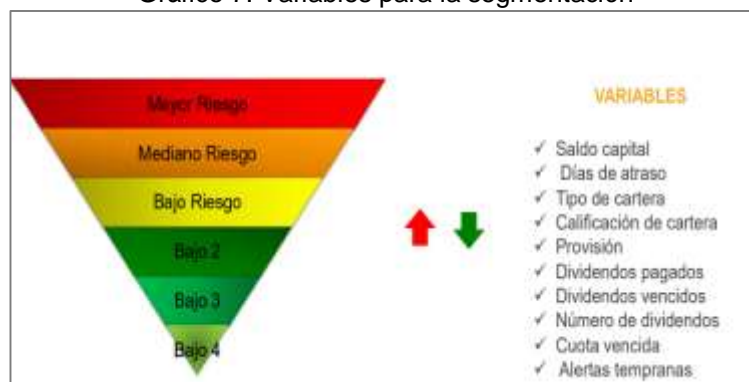 Gráfico 7. Variables para la segmentación
Mayor Riesgo
Mediano Riesgo
Bajo Riesgo
Bajo 2
Bajo 3
Bajo 4
VARIABLES
✓ Saldo capital
✓ Días de atraso
✓ Tipo de cartera
✓ Calificación de cartera
✓ Provisión
✓ Dividendos pagados
✓ Dividendos vencidos
✓ Número de dividendos
✓ Cuota vencida
✓ Alertas tempranas